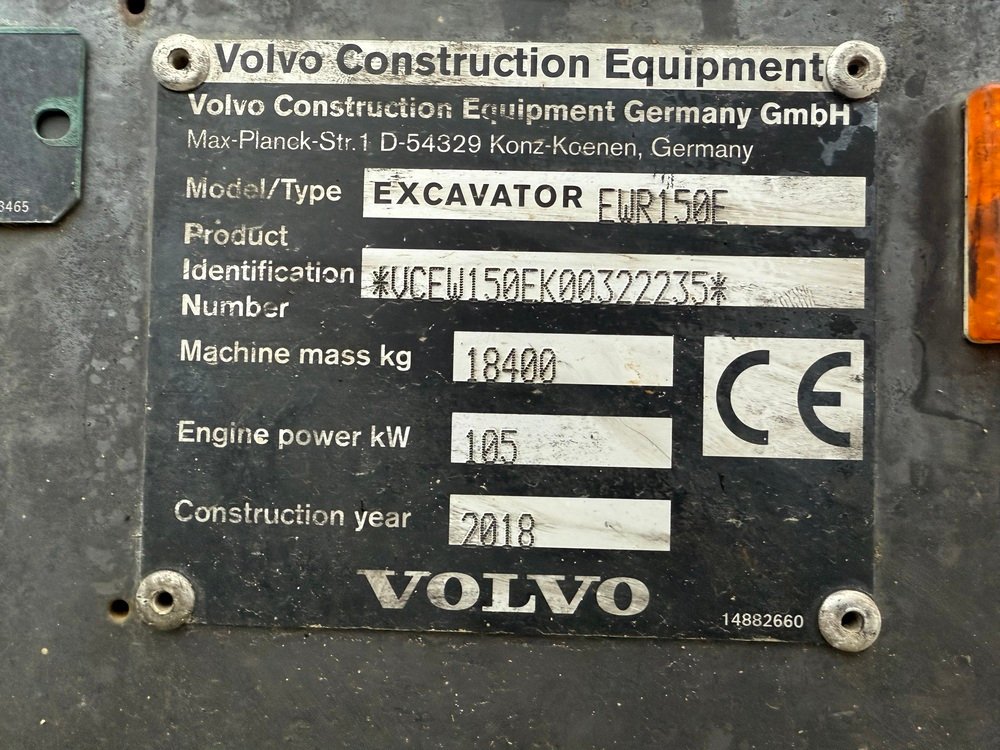 Volvo Construction Equipment
Volvo Construction Equipment Germany GmbH
Max-Planck-Str.1 D-54329 Konz-Koenen, Germany
Model/Type EXCAVATOR EWR150E
Product
Identification *VCEW150EK00322235*
Number
Machine mass kg 18400
CE
Engine power kW 105
Construction year 2018
VOLVO
14882660
3465